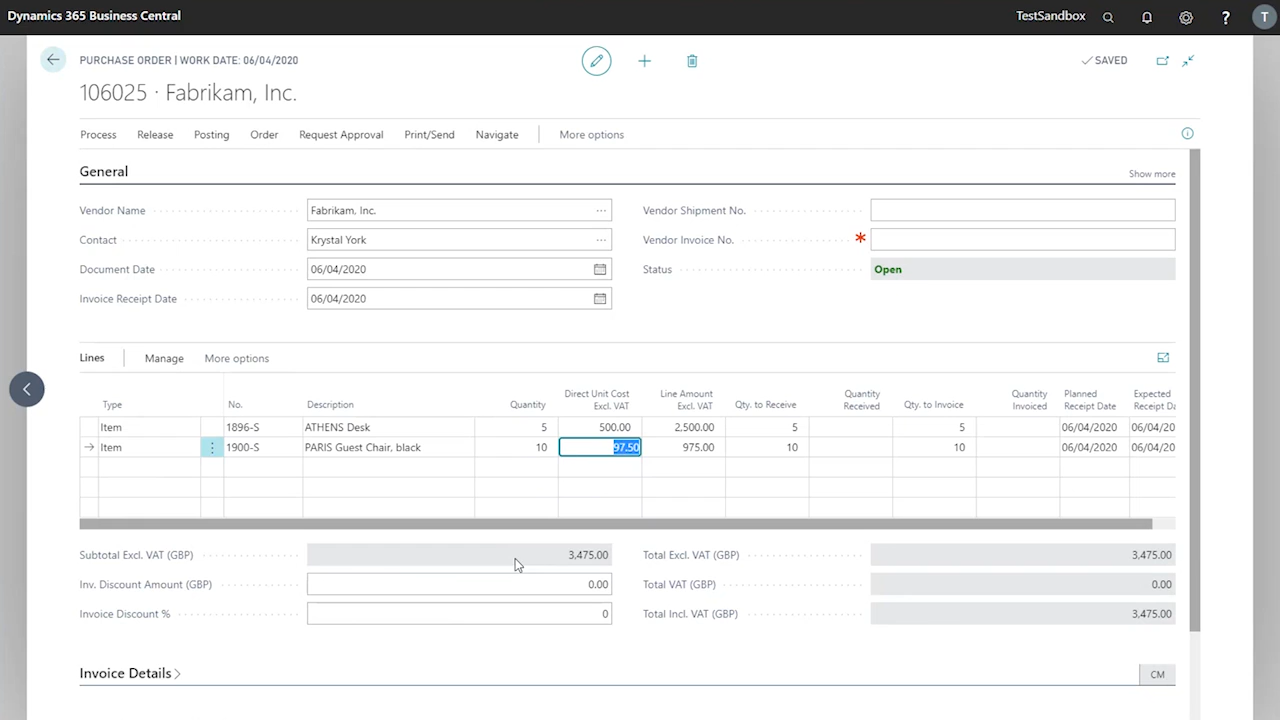 Dynamics 365 Business Central
TestSandbox
?
T
PURCHASE ORDER | WORK DATE: 06/04/2020
SAVED
106025 · Fabrikam, Inc.
Process Release Posting Order Request Approval Print/Send Navigate More options
General
Show more
Vendor Name Fabrikam, Inc. ...
Vendor Shipment No.
Contact Krystal York ...
Vendor Invoice No. *
Document Date 06/04/2020
Status Open
Invoice Receipt Date 06/04/2020
Lines Manage More options
Type No. Description Quantity Direct Unit Cost Excl. VAT Line Amount Excl. VAT Qty. to Receive Quantity Received Qty. to Invoice Quantity Invoiced Planned Receipt Date Expected Receipt Da
Item 1896-S ATHENS Desk 5 500.00 2,500.00 5 5 06/04/2020 06/04/20
Item 1900-S PARIS Guest Chair, black 10 97.50 975.00 10 10 06/04/2020 06/04/20
Subtotal Excl. VAT (GBP) 3,475.00
Total Excl. VAT (GBP) 3,475.00
Inv. Discount Amount (GBP) 0.00
Total VAT (GBP) 0.00
Invoice Discount % 0
Total Incl. VAT (GBP) 3,475.00
Invoice Details >
CM